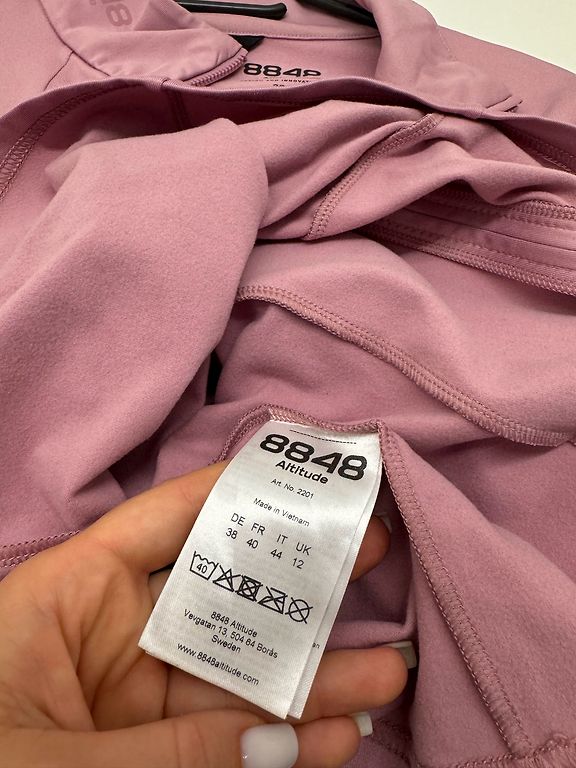 8848
8848
Altitude
Art. No. 2201
Made in Vietnam
DE FR IT UK
38 40 44 12
40
8848 Altitude
Vevgatan 13, 504 64 Borås
Sweden
www.8848altitude.com